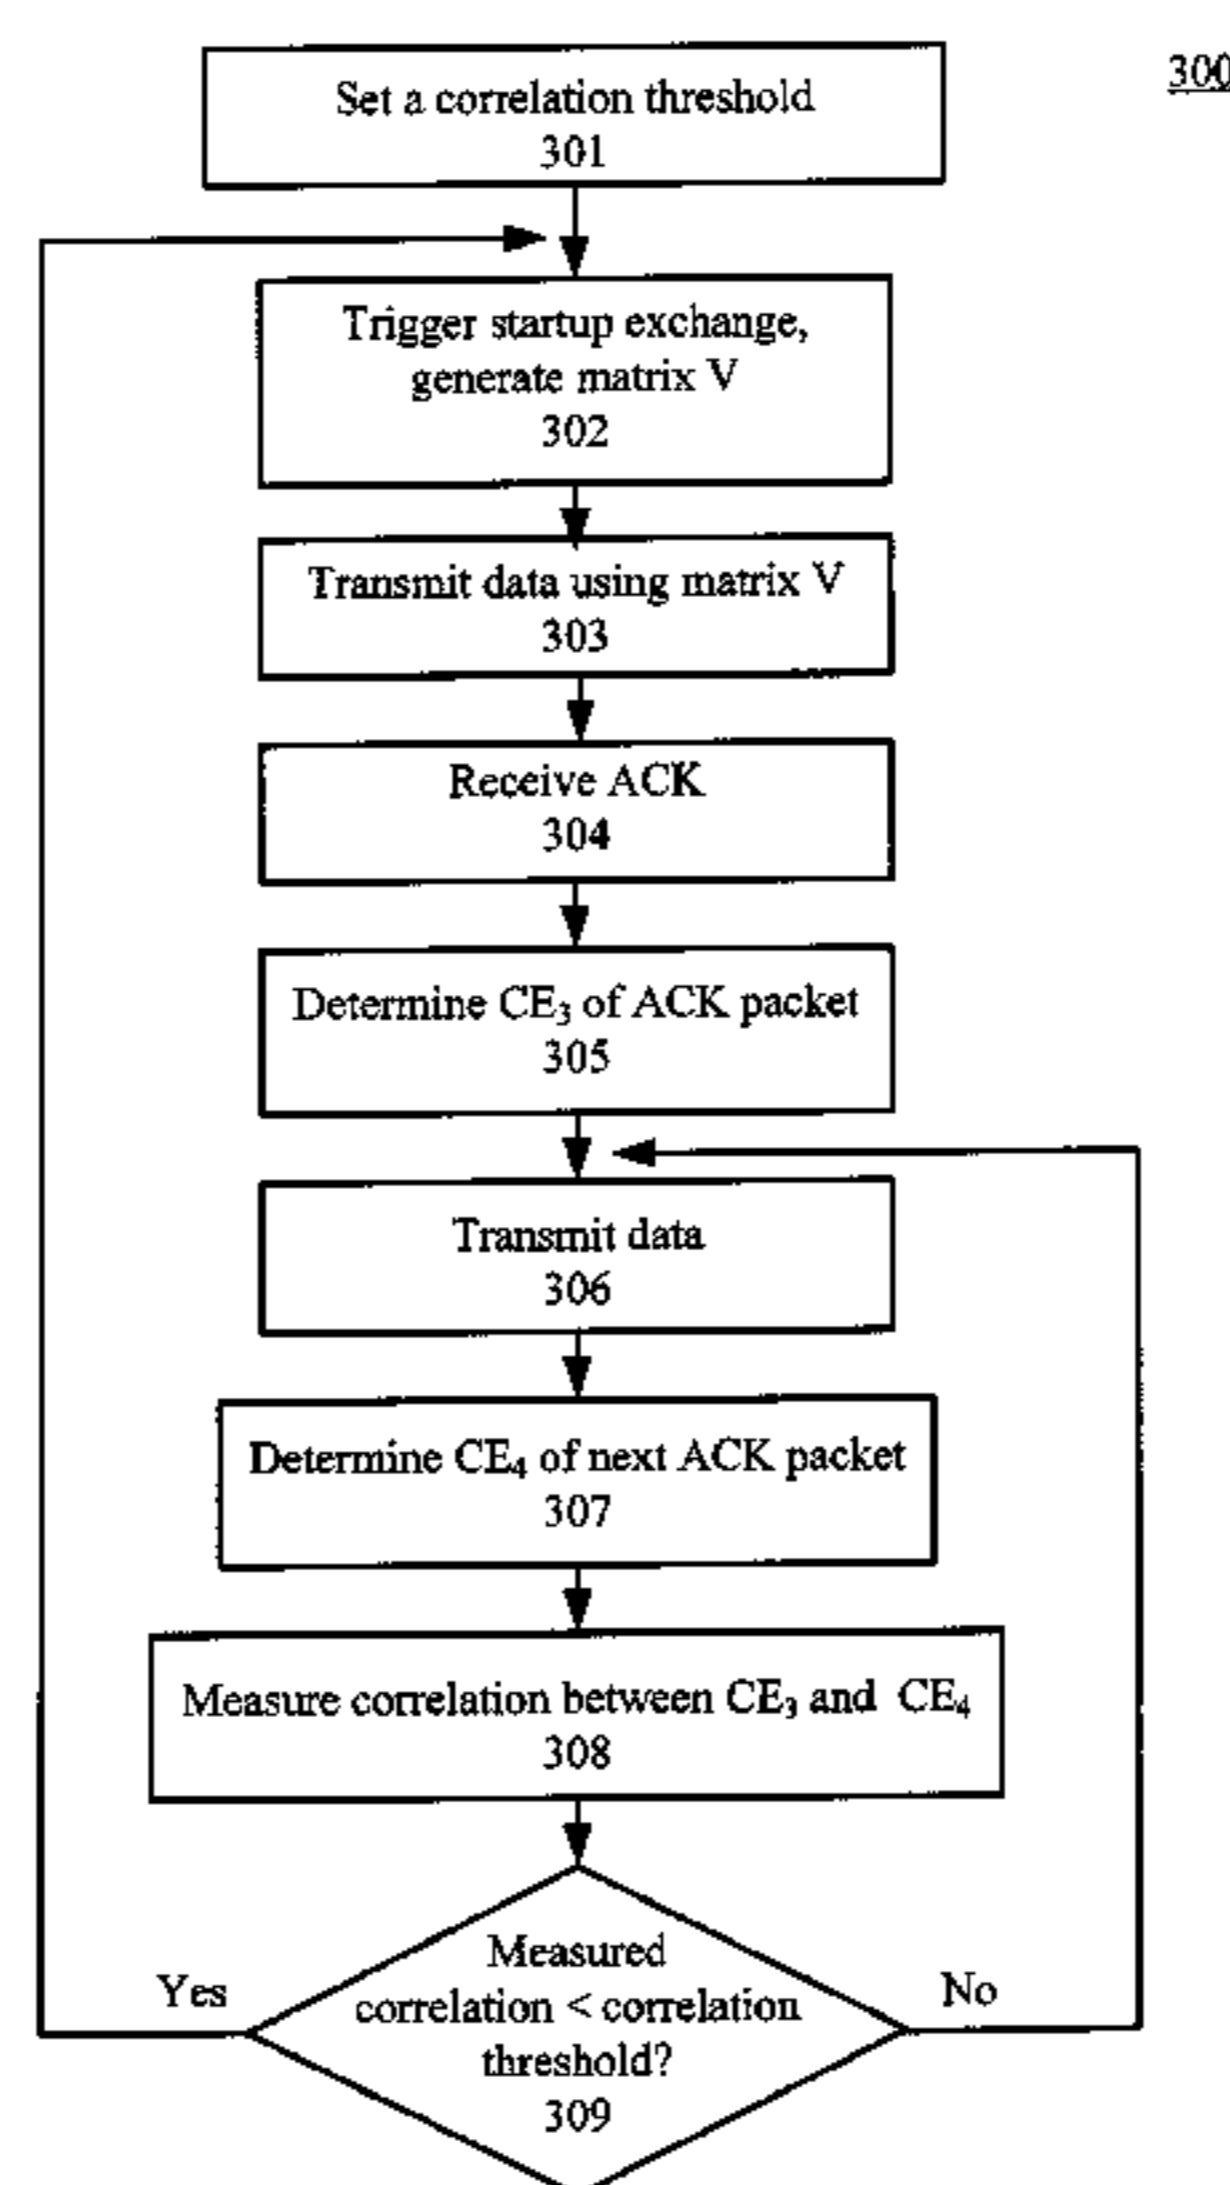 300
Set a correlation threshold
301
Trigger startup exchange,
generate matrix V
302
Transmit data using matrix V
303
Receive ACK
304
Determine CE₃ of ACK packet
305
Transmit data
306
Determine CE₄ of next ACK packet
307
Measure correlation between CE₃ and CE₄
308
Measured
correlation < correlation
threshold?
309
Yes
No